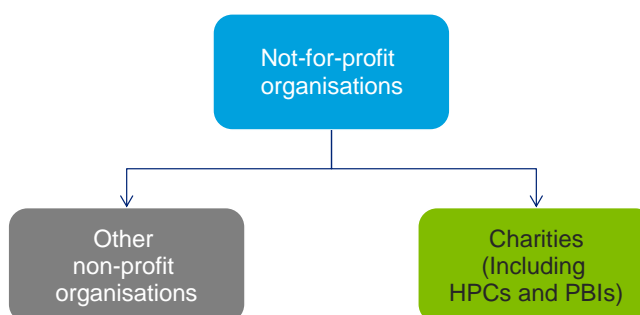 Not-for-profit
organisations
Other
non-profit
organisations
Charities
(Including
HPCs and PBIs)